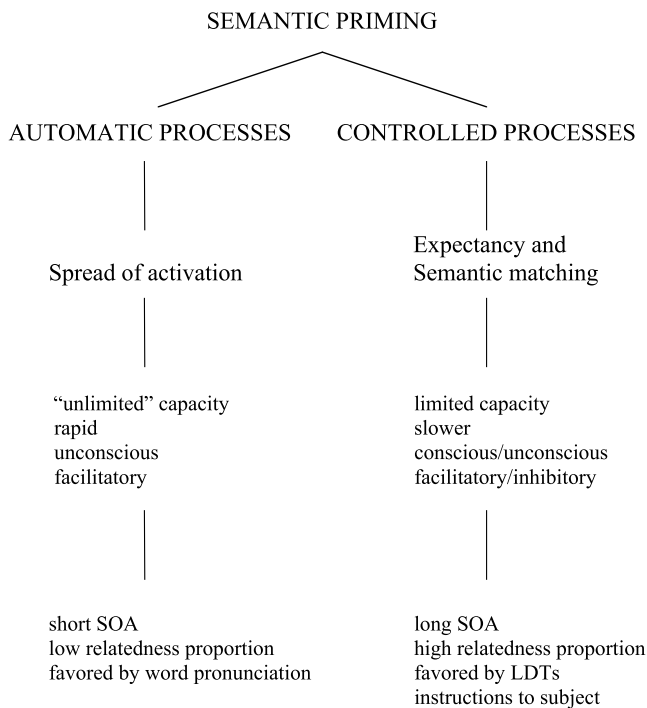 SEMANTIC PRIMING
AUTOMATIC PROCESSES
CONTROLLED PROCESSES
Spread of activation
Expectancy and
Semantic matching
“unlimited” capacity
rapid
unconscious
facilitatory
limited capacity
slower
conscious/unconscious
facilitatory/inhibitory
short SOA
low relatedness proportion
favored by word pronunciation
long SOA
high relatedness proportion
favored by LDTs
instructions to subject